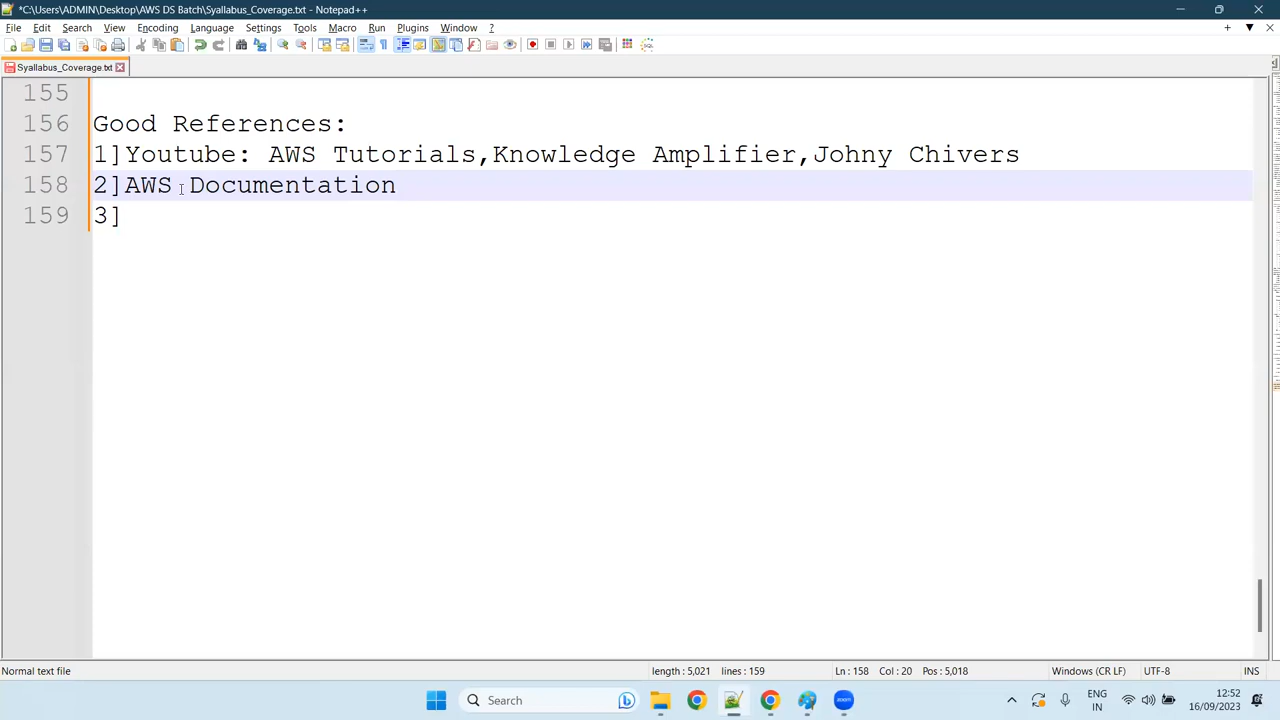 *C:\Users\ADMIN\Desktop\AWS DS Batch\Syallabus_Coverage.txt - Notepad++
File Edit Search View Encoding Language Settings Tools Macro Run Plugins Window ?
Syallabus_Coverage.txt
155
156 Good References:
157 1]Youtube: AWS Tutorials,Knowledge Amplifier,Johny Chivers
158 2]AWS Documentation
159 3]
Normal text file length : 5,021 lines : 159 Ln : 158 Col : 20 Pos : 5,018 Windows (CR LF) UTF-8 INS
Search zoom ENG 12:52
IN 16/09/2023